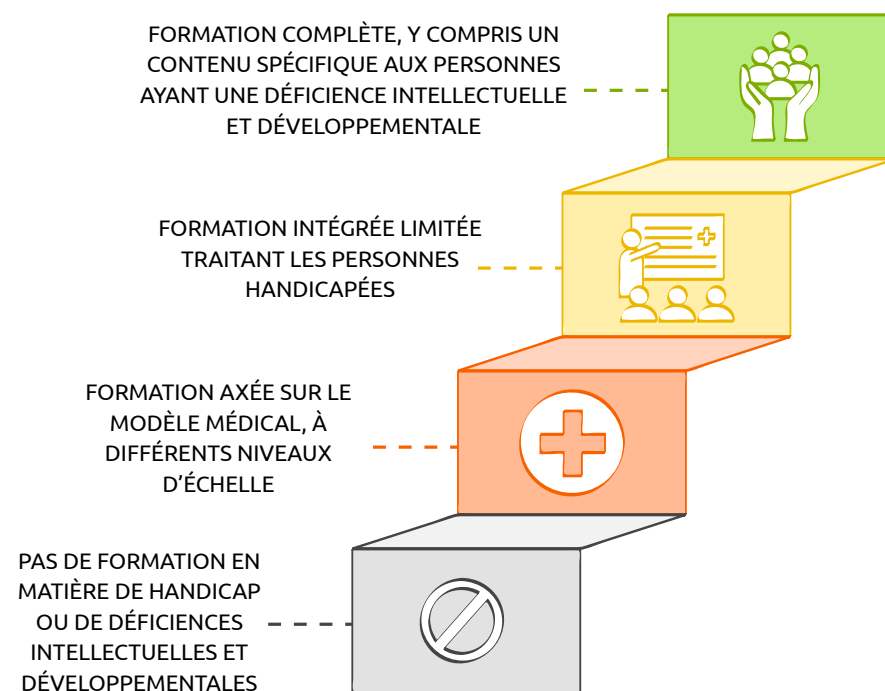 FORMATION COMPLÈTE, Y COMPRIS UN
CONTENU SPÉCIFIQUE AUX PERSONNES
AYANT UNE DÉFICIENCE INTELLECTUELLE
ET DÉVELOPPEMENTALE
FORMATION INTÉGRÉE LIMITÉE
TRAITANT LES PERSONNES
HANDICAPÉES
FORMATION AXÉE SUR LE
MODÈLE MÉDICAL, À
DIFFÉRENTS NIVEAUX
D’ÉCHELLE
PAS DE FORMATION EN
MATIÈRE DE HANDICAP
OU DE DÉFICIENCES
INTELLECTUELLES ET
DÉVELOPPEMENTALES